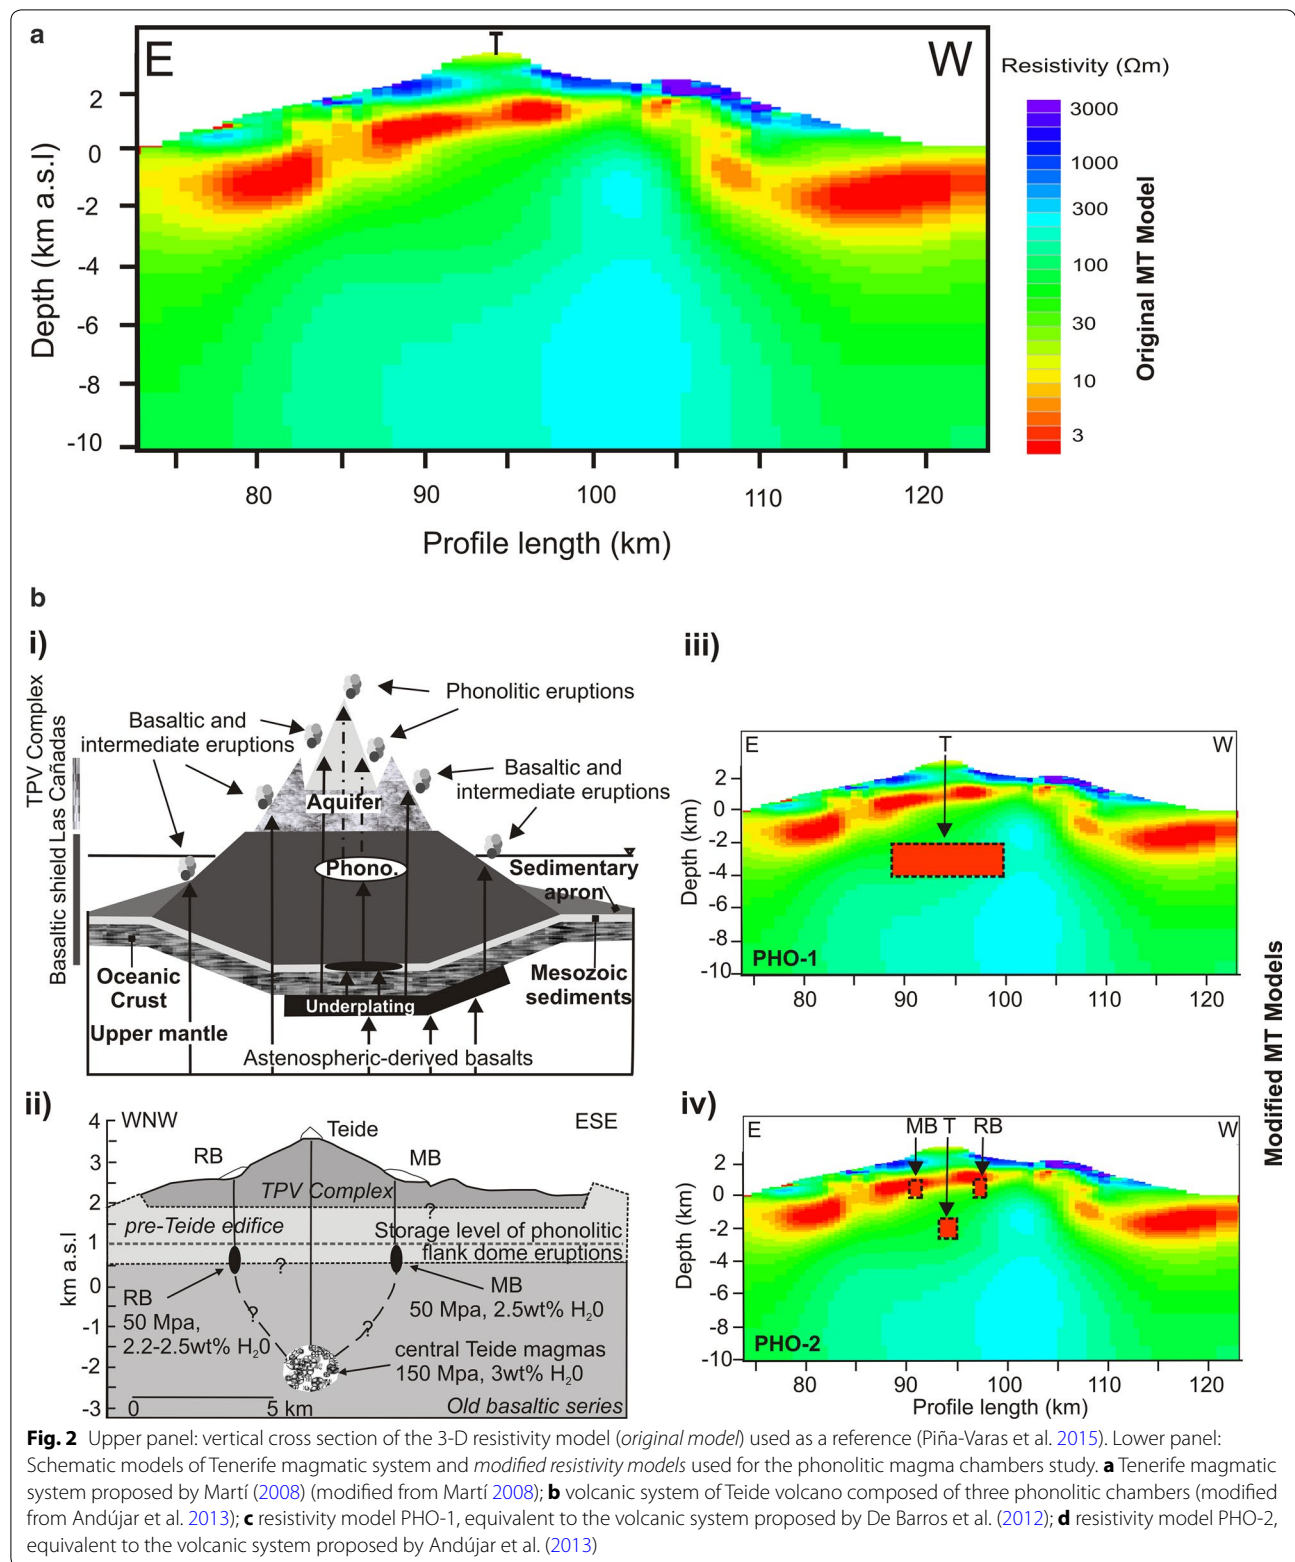 a
E
T
W
Resistivity (Ωm)
3000
1000
300
100
30
10
3
Original MT Model
Depth (km a.s.l)
2
0
-2
-4
-6
-8
-10
80
90
100
110
120
Profile length (km)
b
i)
TPV Complex
Las Cañadas
Basaltic shield
Phonolitic eruptions
Basaltic and
intermediate eruptions
Basaltic and
intermediate eruptions
Aquifer
Phono.
Sedimentary
apron
Oceanic
Crust
Mesozoic
sediments
Underplating
Upper mantle
Astenospheric-derived basalts
ii)
WNW
ESE
Teide
RB
MB
TPV Complex
?
pre-Teide edifice
Storage level of phonolitic
flank dome eruptions
?
RB
50 Mpa,
2.2-2.5wt% H20
MB
50 MPa, 2.5wt% H20
?
?
central Teide magmas
150 Mpa, 3wt% H20
Old basaltic series
0
5 km
km a.s.l
4
3
2
1
0
-1
-2
-3
iii)
E
T
W
Depth (km)
2
0
-2
-4
-6
-8
-10
PHO-1
80
90
100
110
120
iv)
E
MB
T
RB
W
Depth (km)
2
0
-2
-4
-6
-8
-10
PHO-2
80
90
100
110
120
Profile length (km)
Modified MT Models
Fig. 2 Upper panel: vertical cross section of the 3-D resistivity model (original model) used as a reference (Piña-Varas et al. 2015). Lower panel:
Schematic models of Tenerife magmatic system and modified resistivity models used for the phonolitic magma chambers study. a Tenerife magmatic
system proposed by Martí (2008) (modified from Martí 2008); b volcanic system of Teide volcano composed of three phonolitic chambers (modified
from Andújar et al. 2013); c resistivity model PHO-1, equivalent to the volcanic system proposed by De Barros et al. (2012); d resistivity model PHO-2,
equivalent to the volcanic system proposed by Andújar et al. (2013)